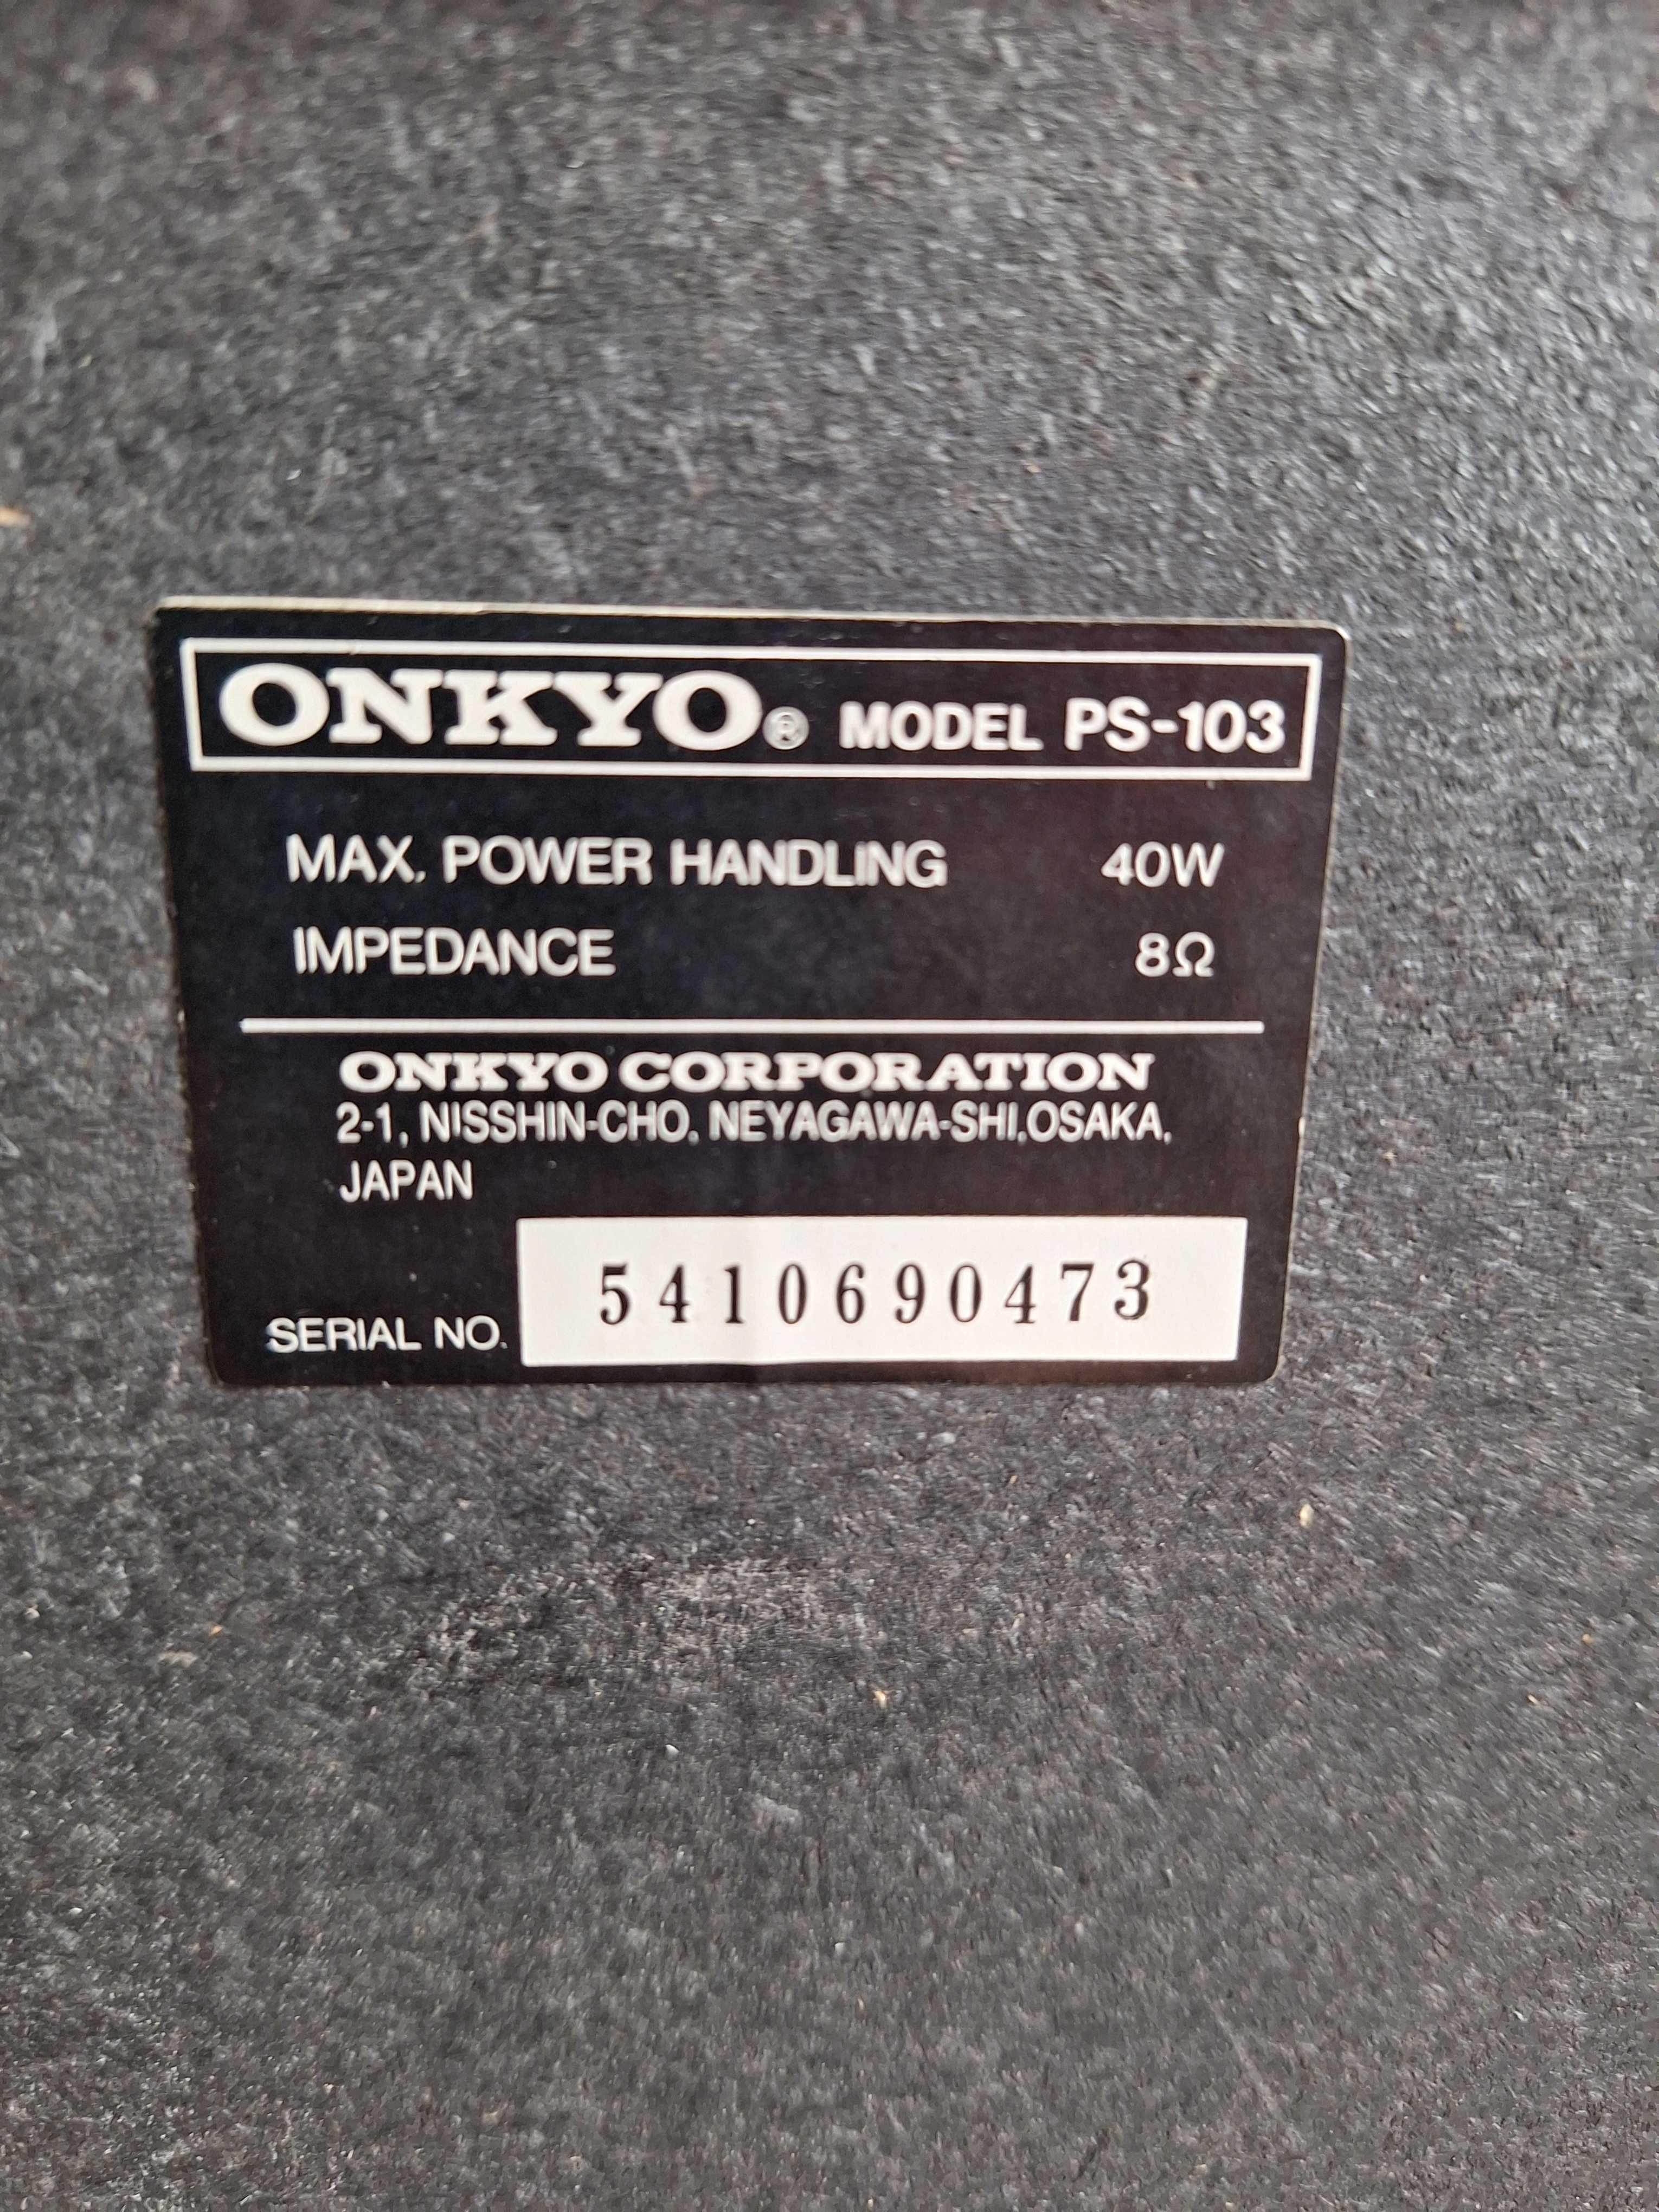 ONKYO® MODEL PS-103
MAX. POWER HANDLING 40W
IMPEDANCE 8Ω
ONKYO CORPORATION
2-1, NISSHIN-CHO, NEYAGAWA-SHI, OSAKA,
JAPAN
SERIAL NO. 5410690473